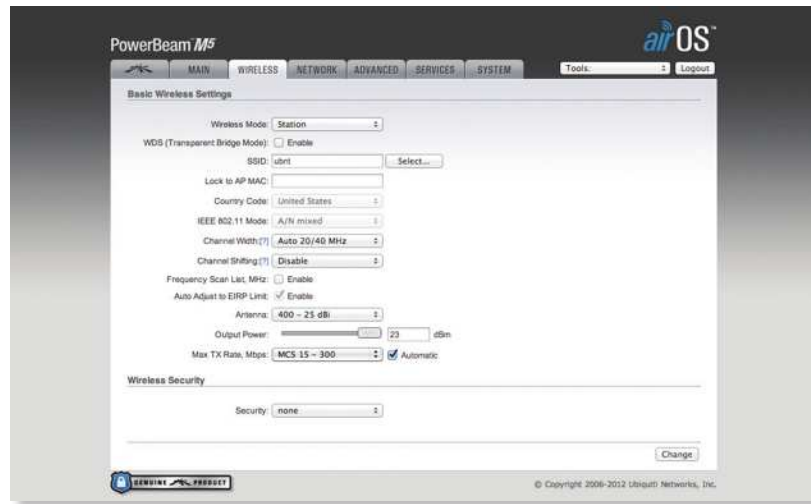 PowerBeam M5
airOS™
MAIN WIRELESS NETWORK ADVANCED SERVICES SYSTEM Tools: Logout
Basic Wireless Settings
Wireless Mode: Station
WDS (Transparent Bridge Mode): Enable
SSID: ubnt Select...
Lock to AP MAC:
Country Code: United States
IEEE 802.11 Mode: A/N mixed
Channel Width:[?] Auto 20/40 MHz
Channel Shifting:[?] Disable
Frequency Scan List, MHz: Enable
Auto Adjust to EIRP Limit: Enable
Antenna: 400 - 25 dBi
Output Power: 23 dBm
Max TX Rate, Mbps: MCS 15 - 300 Automatic
Wireless Security
Security: none
Change
GENUINE PRODUCT
© Copyright 2006-2012 Ubiquiti Networks, Inc.